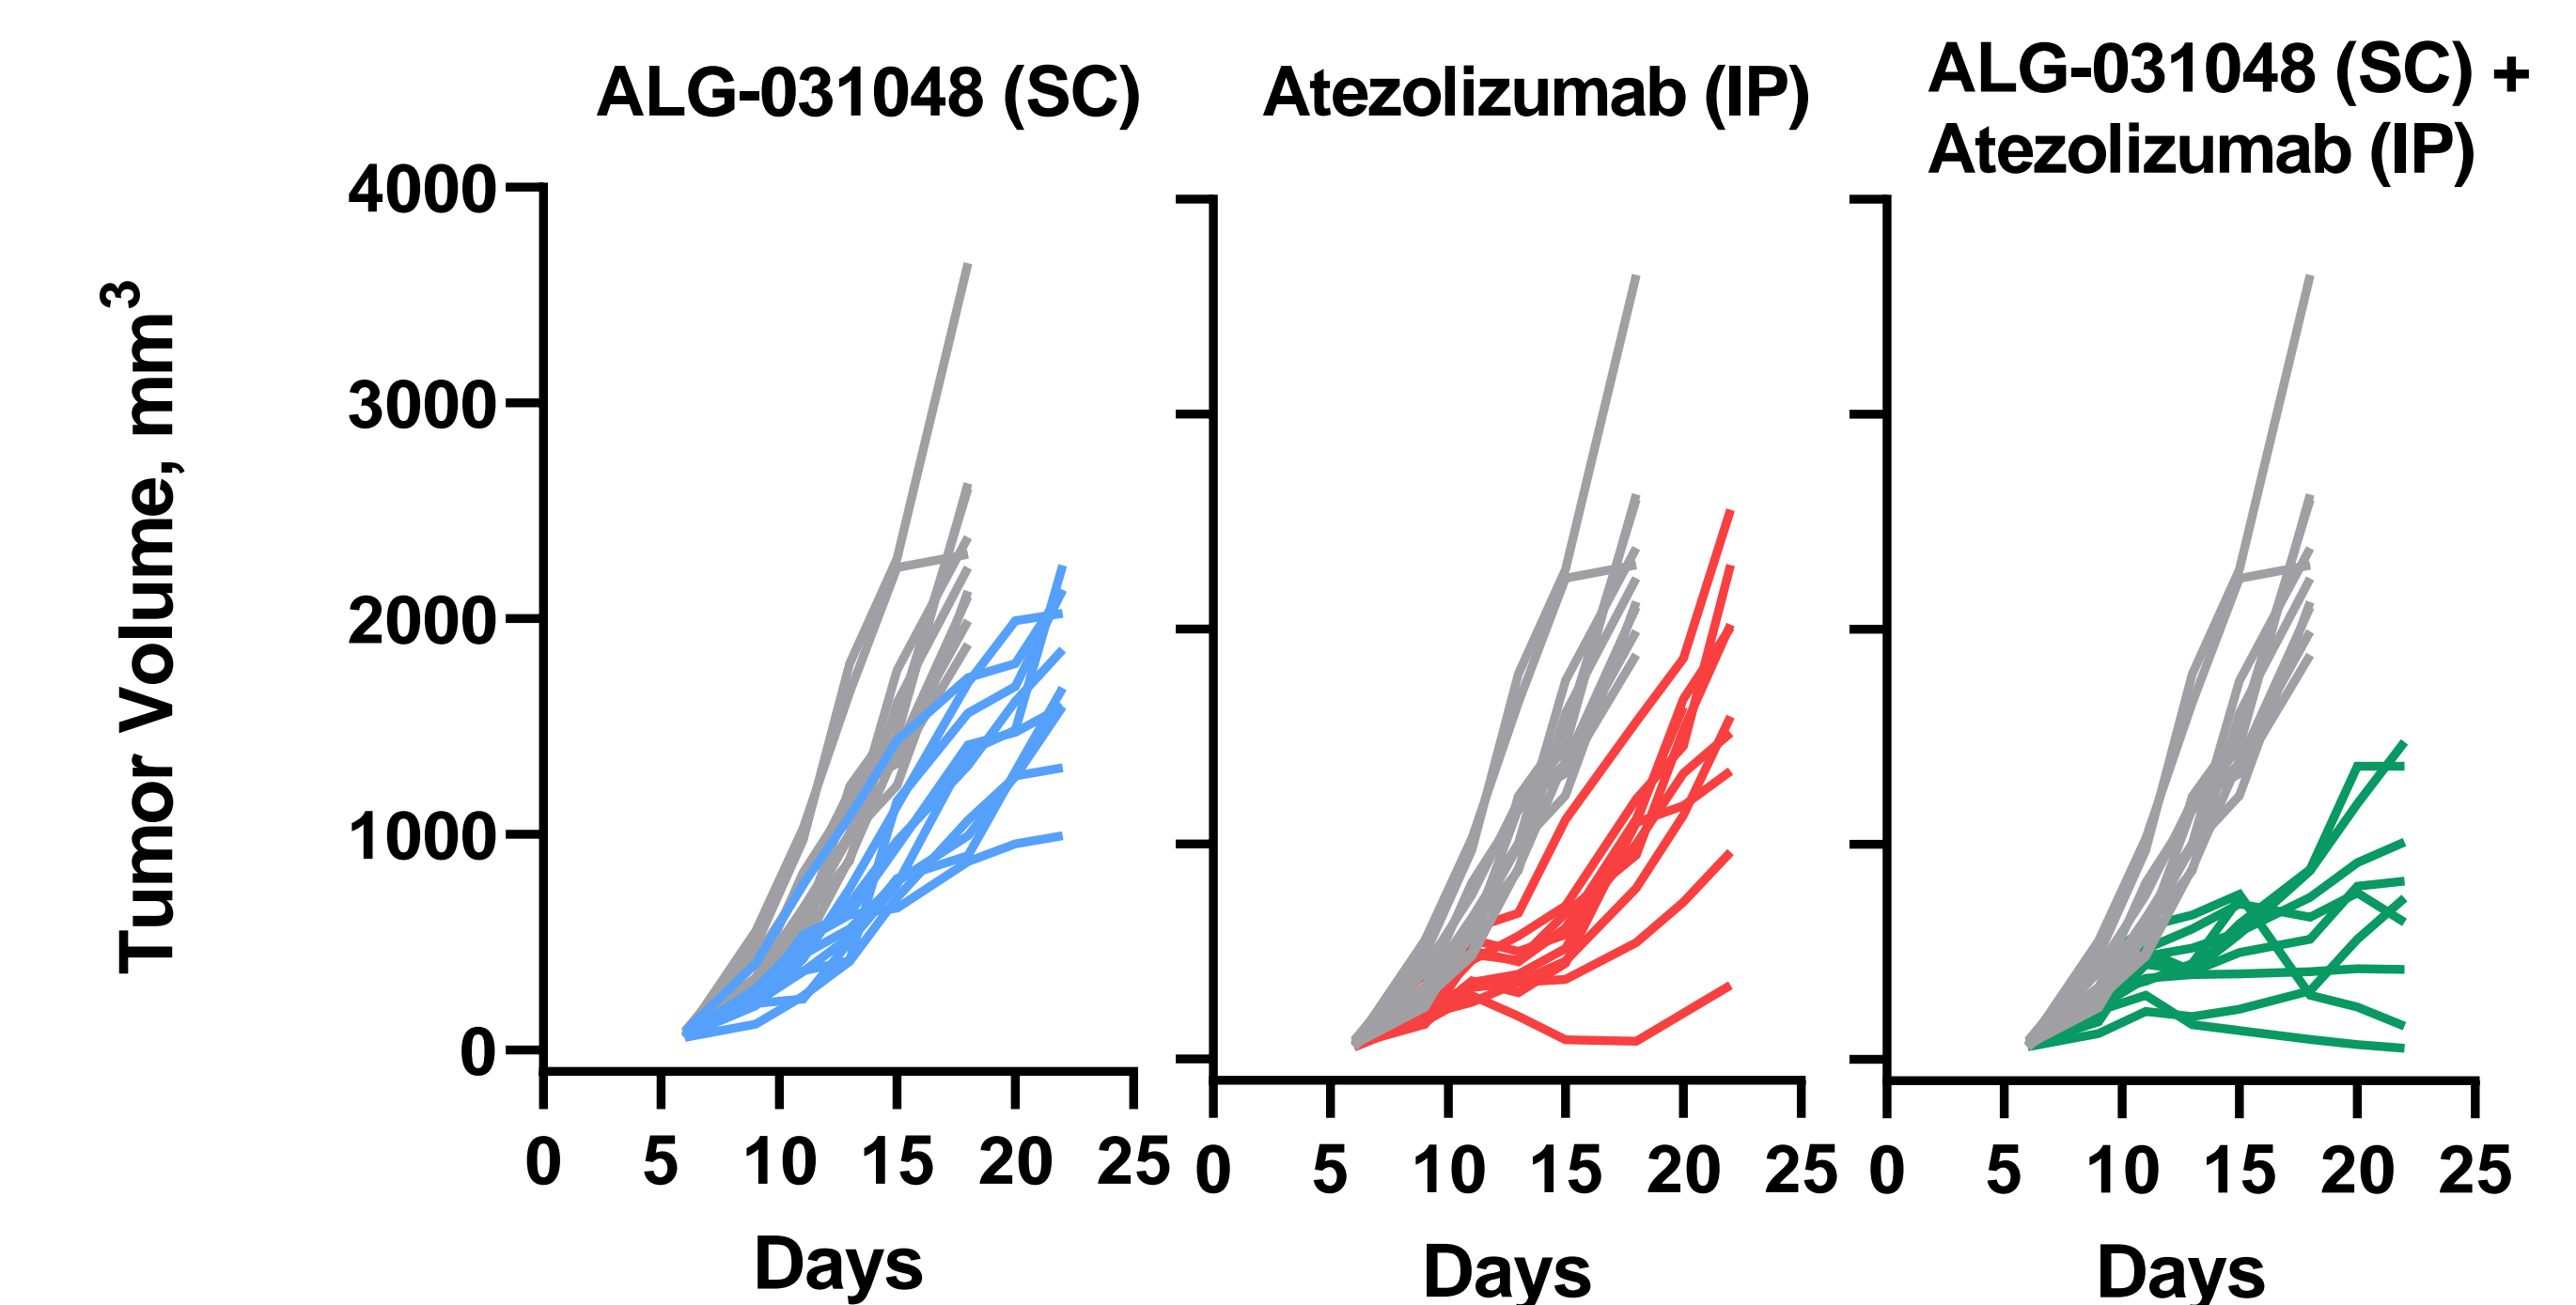 ALG-031048 (SC)
Atezolizumab (IP)
ALG-031048 (SC) +
Atezolizumab (IP)
Tumor Volume, mm³
4000
3000
2000
1000
0
0 5 10 15 20 25
0 5 10 15 20 25
0 5 10 15 20 25
Days
Days
Days